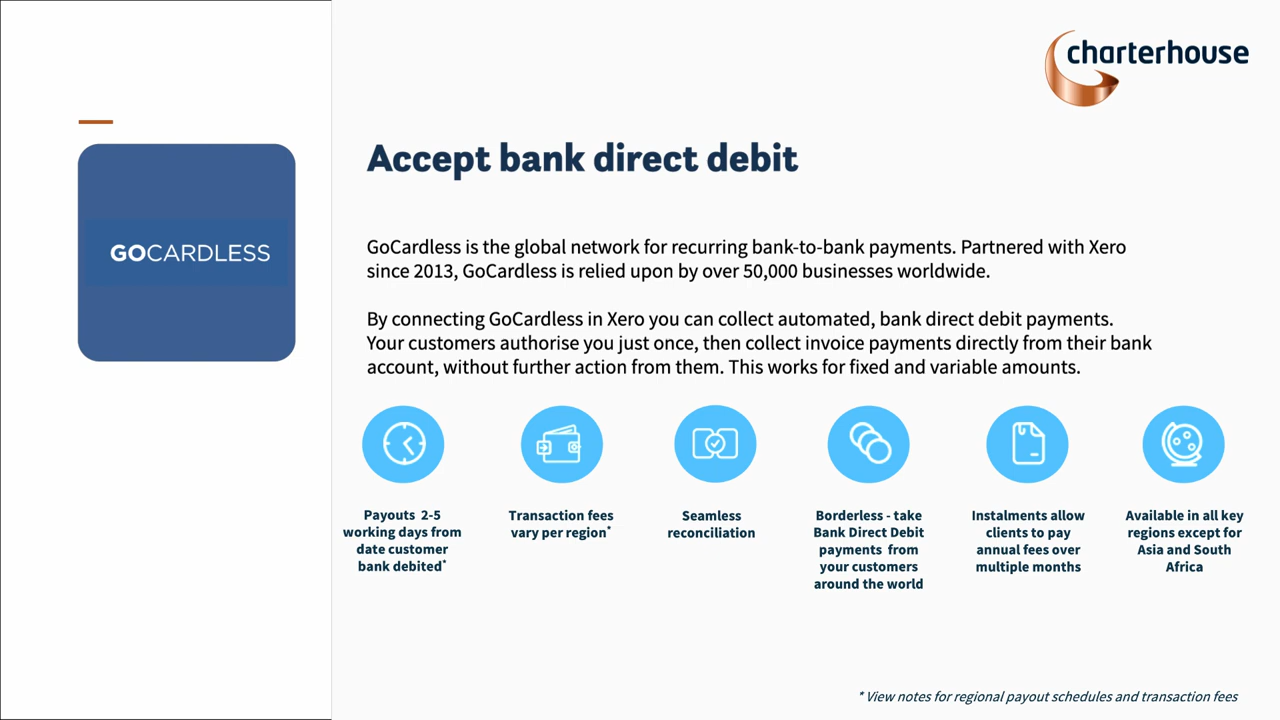 charterhouse
GOCARDLESS
Accept bank direct debit
GoCardless is the global network for recurring bank-to-bank payments. Partnered with Xero
since 2013, GoCardless is relied upon by over 50,000 businesses worldwide.
By connecting GoCardless in Xero you can collect automated, bank direct debit payments.
Your customers authorise you just once, then collect invoice payments directly from their bank
account, without further action from them. This works for fixed and variable amounts.
Payouts 2-5
working days from
date customer
bank debited*
Transaction fees
vary per region*
Seamless
reconciliation
Borderless - take
Bank Direct Debit
payments from
your customers
around the world
Instalments allow
clients to pay
annual fees over
multiple months
Available in all key
regions except for
Asia and South
Africa
* View notes for regional payout schedules and transaction fees